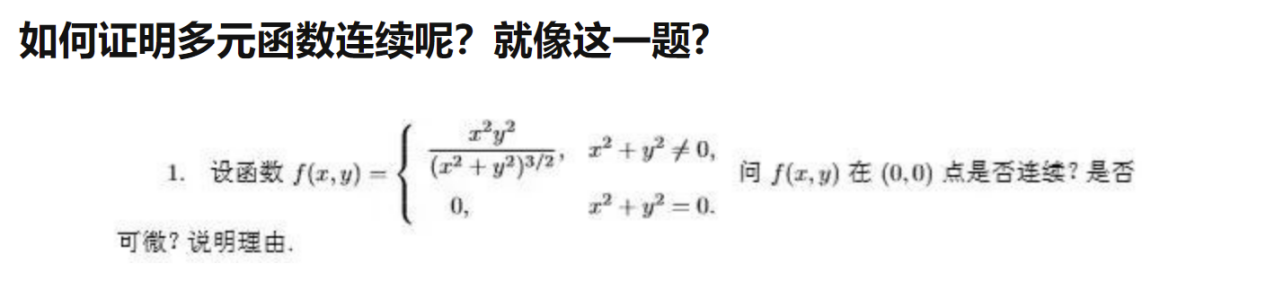 如何证明多元函数连续呢？就像这一题？
1. 设函数 f(x,y) = { x²y² / (x² + y²)^{3/2}, x² + y² ≠ 0, 0, x² + y² = 0. 问 f(x,y) 在 (0,0) 点是否连续? 是否
可微? 说明理由.